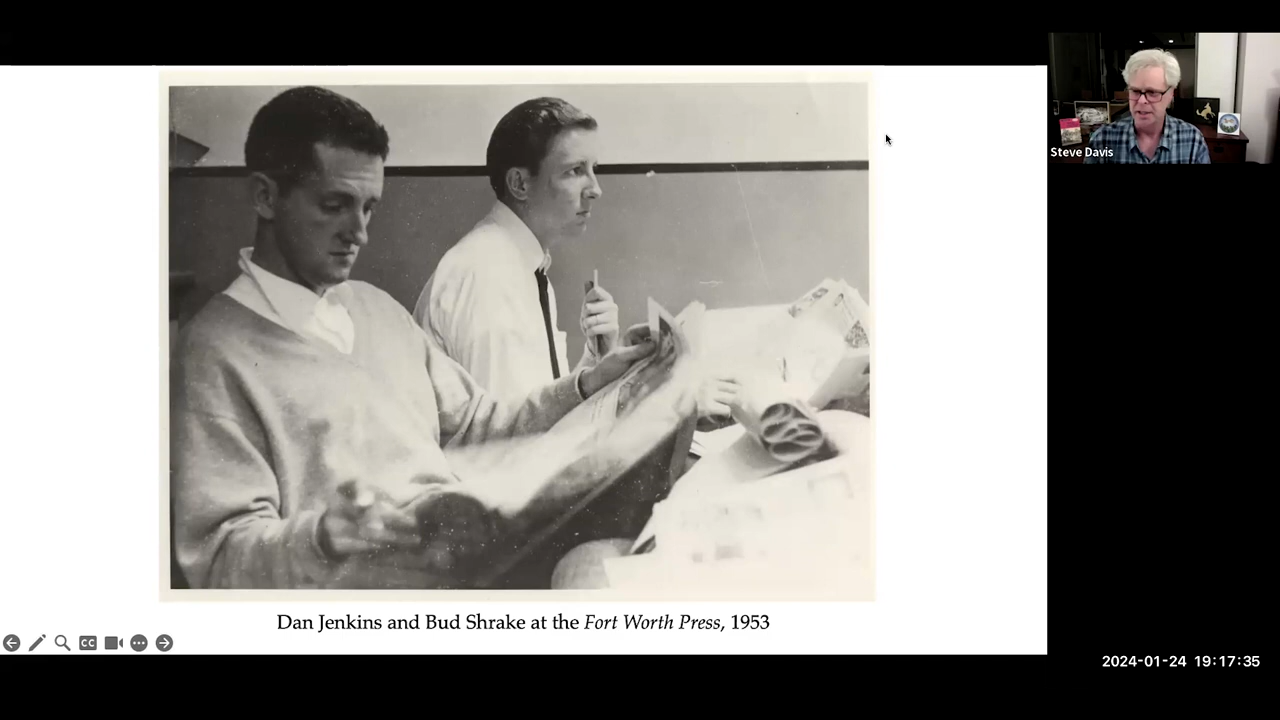 Steve Davis
Dan Jenkins and Bud Shrake at the Fort Worth Press, 1953
CC
2024-01-24 19:17:35